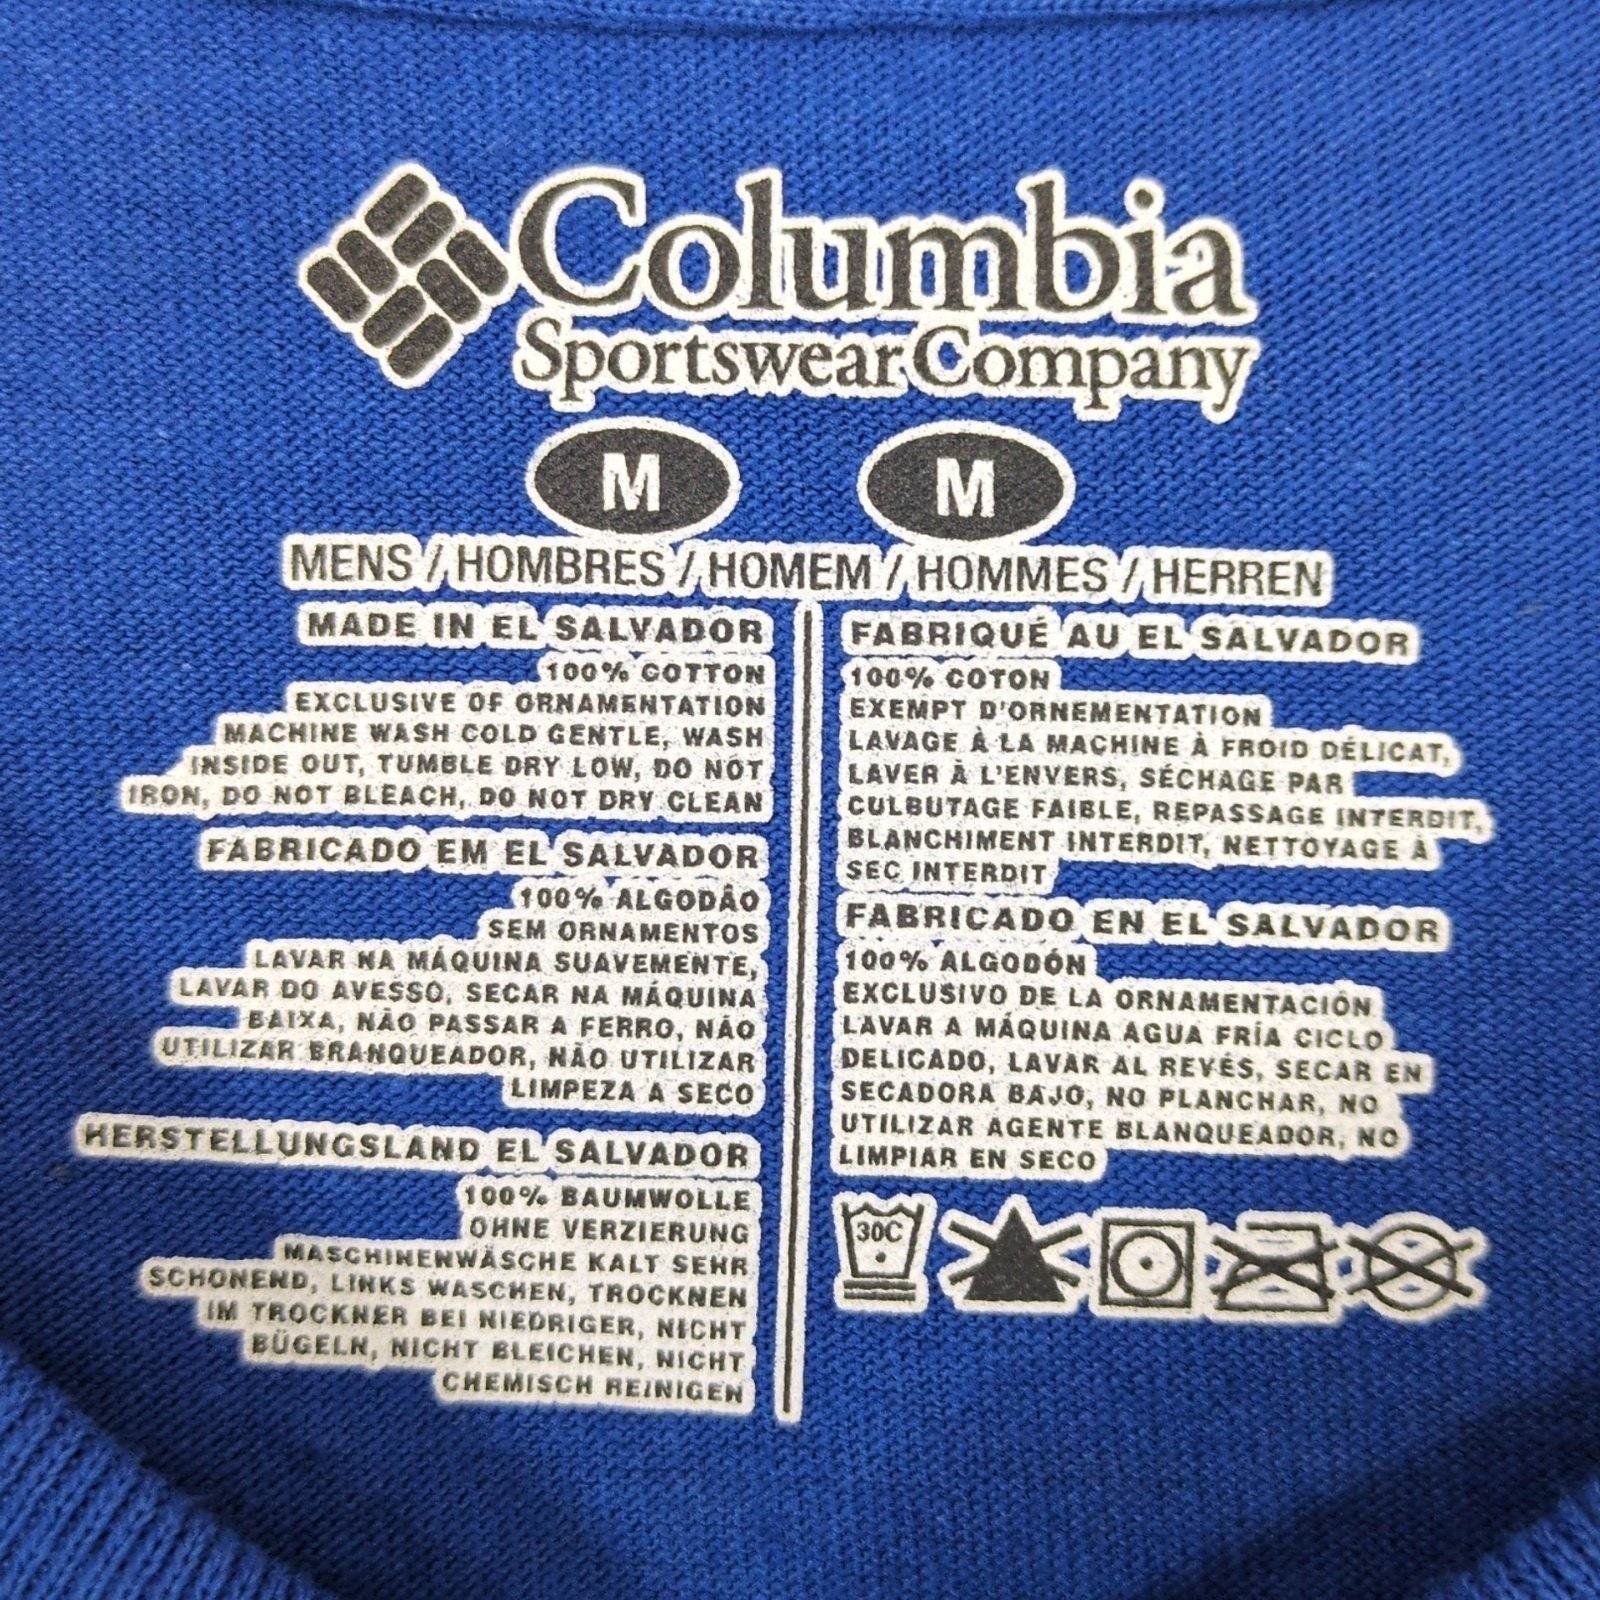 Columbia
Sportswear Company
M M
MENS / HOMBRES / HOMEM / HOMMES / HERREN
MADE IN EL SALVADOR
100% COTTON
EXCLUSIVE OF ORNAMENTATION
MACHINE WASH COLD GENTLE, WASH
INSIDE OUT, TUMBLE DRY LOW, DO NOT
IRON, DO NOT BLEACH, DO NOT DRY CLEAN
FABRICADO EM EL SALVADOR
100% ALGODÃO
SEM ORNAMENTOS
LAVAR NA MÁQUINA SUAVEMENTE,
LAVAR DO AVESSO, SECAR NA MÁQUINA
BAIXA, NÃO PASSAR A FERRO, NÃO
UTILIZAR BRANQUEADOR, NÃO UTILIZAR
LIMPEZA A SECO
HERSTELLUNGSLAND EL SALVADOR
100% BAUMWOLLE
OHNE VERZIERUNG
MASCHINENWÄSCHE KALT SEHR
SCHONEND, LINKS WASCHEN, TROCKNEN
IM TROCKNER BEI NIEDRIGER, NICHT
BÜGELN, NICHT BLEICHEN, NICHT
CHEMISCH REINIGEN
FABRIQUÉ AU EL SALVADOR
100% COTON
EXEMPT D'ORNEMENTATION
LAVAGE À LA MACHINE À FROID DÉLICAT,
LAVER À L'ENVERS, SÉCHAGE PAR
CULBUTAGE FAIBLE, REPASSAGE INTERDIT,
BLANCHIMENT INTERDIT, NETTOYAGE À
SEC INTERDIT
FABRICADO EN EL SALVADOR
100% ALGODÓN
EXCLUSIVO DE LA ORNAMENTACIÓN
LAVAR A MÁQUINA AGUA FRÍA CICLO
DELICADO, LAVAR AL REVÉS, SECAR EN
SECADORA BAJO, NO PLANCHAR, NO
UTILIZAR AGENTE BLANQUEADOR, NO
LIMPIAR EN SECO
30C